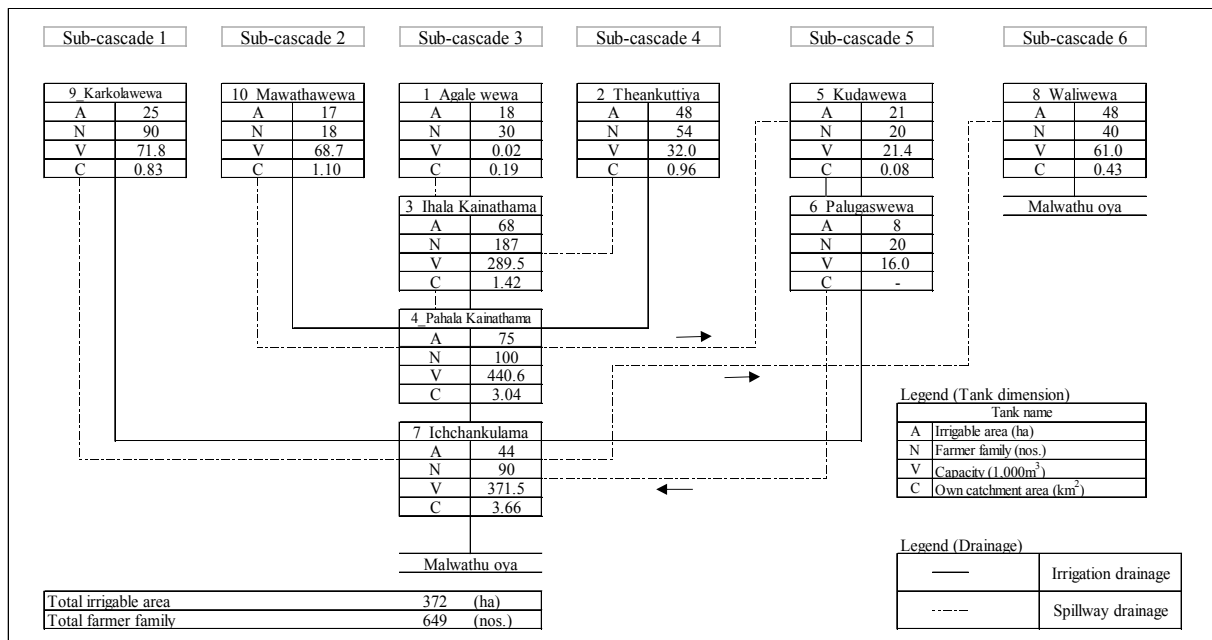 Sub-cascade 1 Sub-cascade 2 Sub-cascade 3 Sub-cascade 4 Sub-cascade 5 Sub-cascade 6
9_Karkolawewa
A 25
N 90
V 71.8
C 0.83
10 Mawathawewa
A 17
N 18
V 68.7
C 1.10
1 Agale wewa
A 18
N 30
V 0.02
C 0.19
2 Theankuttiya
A 48
N 54
V 32.0
C 0.96
5 Kudawewa
A 21
N 20
V 21.4
C 0.08
8 Waliwewa
A 48
N 40
V 61.0
C 0.43
Malwathu oya
3 Ihala Kainathama
A 68
N 187
V 289.5
C 1.42
6 Palugaswewa
A 8
N 20
V 16.0
C -
4_Pahala Kainathama
A 75
N 100
V 440.6
C 3.04
7 Ichchankulama
A 44
N 90
V 371.5
C 3.66
Malwathu oya
Legend (Tank dimension)
Tank name
A Irrigable area (ha)
N Farmer family (nos.)
V Capacity (1,000m³)
C Own catchment area (km²)
Legend (Drainage)
Irrigation drainage
Spillway drainage
Total irrigable area 372 (ha)
Total farmer family 649 (nos.)